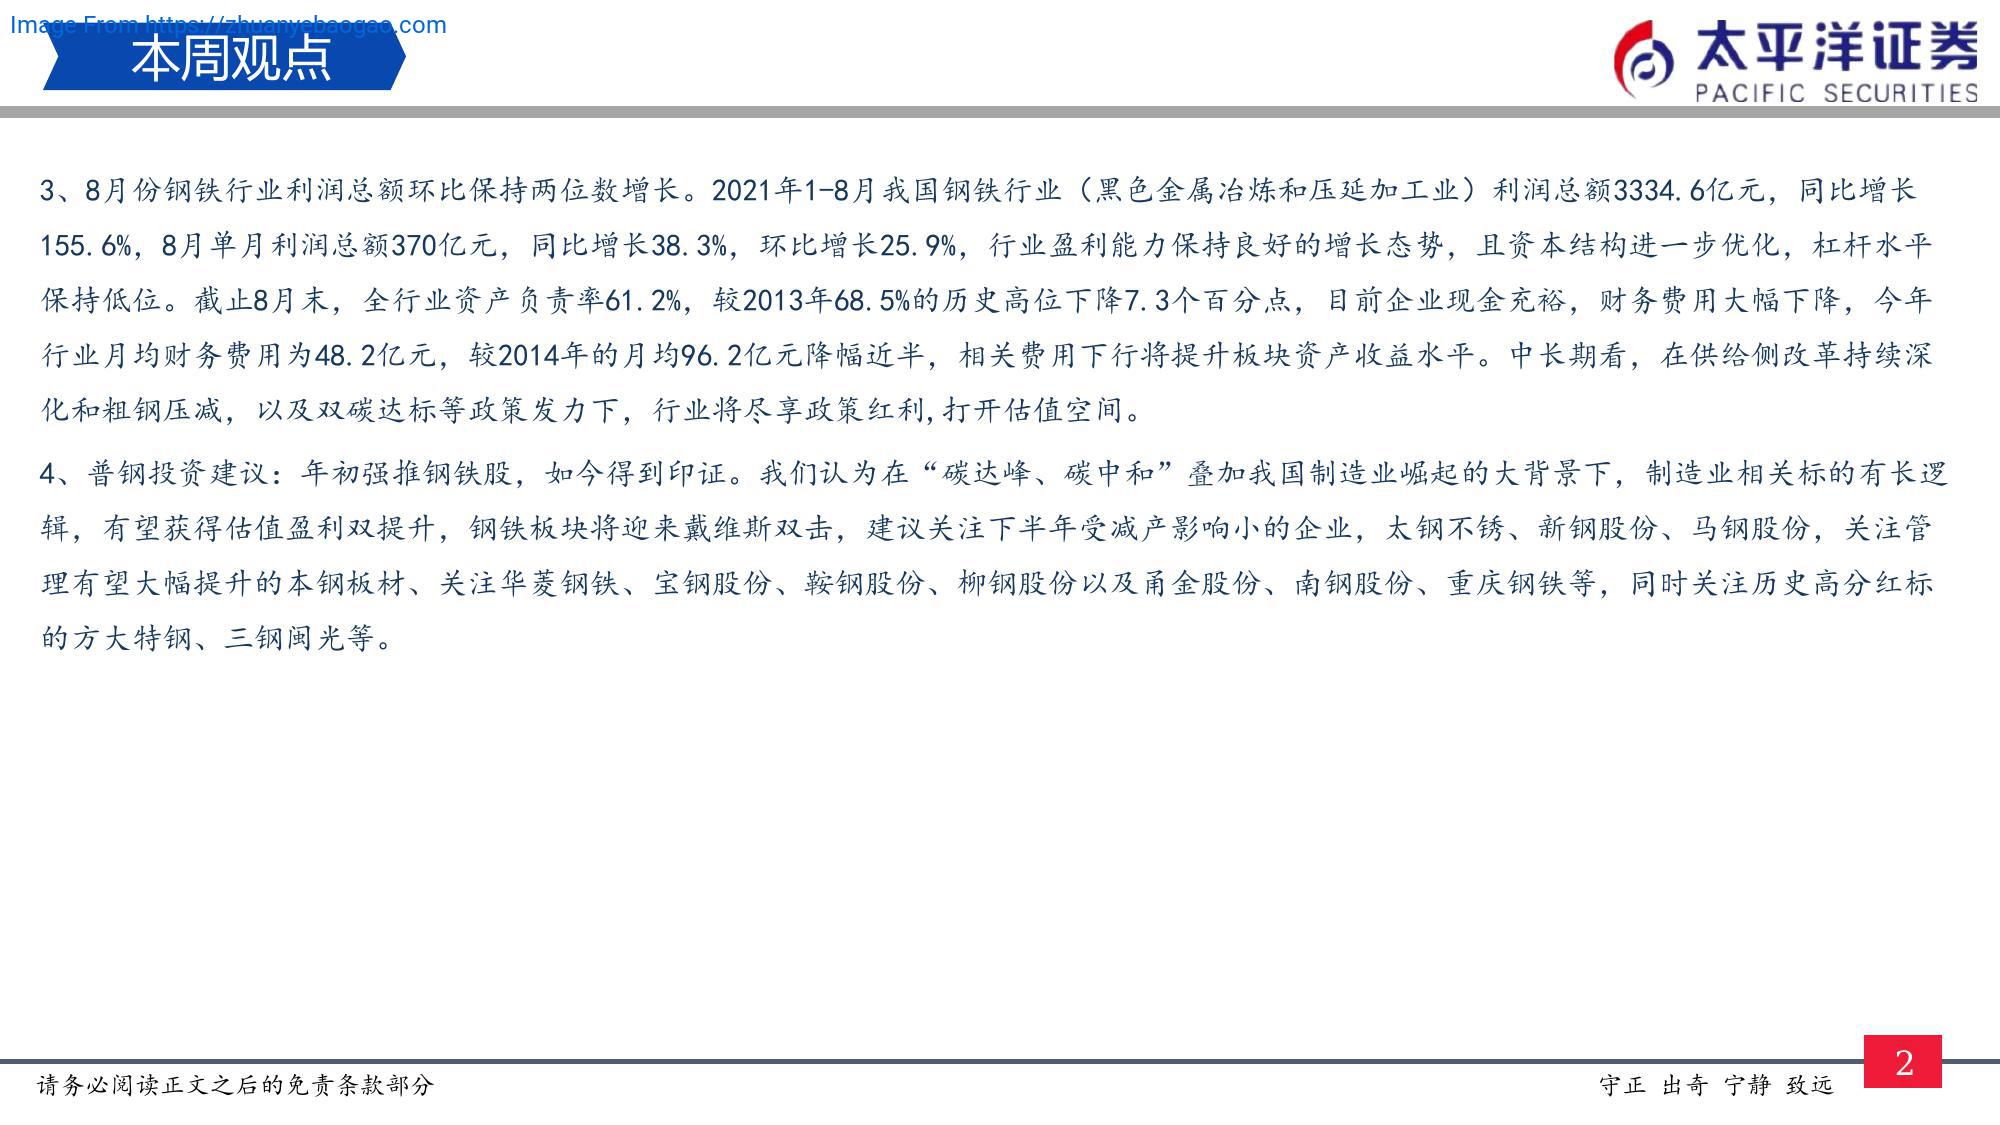 Image From https://zhuanyebaogao.com
本周观点
太平洋证券
PACIFIC SECURITIES
3、8月份钢铁行业利润总额环比保持两位数增长。2021年1-8月我国钢铁行业（黑色金属冶炼和压延加工业）利润总额3334.6亿元，同比增长
155.6%，8月单月利润总额370亿元，同比增长38.3%，环比增长25.9%，行业盈利能力保持良好的增长态势，且资本结构进一步优化，杠杆水平
保持低位。截止8月末，全行业资产负责率61.2%，较2013年68.5%的历史高位下降7.3个百分点，目前企业现金充裕，财务费用大幅下降，今年
行业月均财务费用为48.2亿元，较2014年的月均96.2亿元降幅近半，相关费用下行将提升板块资产收益水平。中长期看，在供给侧改革持续深
化和粗钢压减，以及双碳达标等政策发力下，行业将尽享政策红利,打开估值空间。
4、普钢投资建议：年初强推钢铁股，如今得到印证。我们认为在“碳达峰、碳中和”叠加我国制造业崛起的大背景下，制造业相关标的有长逻
辑，有望获得估值盈利双提升，钢铁板块将迎来戴维斯双击，建议关注下半年受减产影响小的企业，太钢不锈、新钢股份、马钢股份，关注管
理有望大幅提升的本钢板材、关注华菱钢铁、宝钢股份、鞍钢股份、柳钢股份以及甬金股份、南钢股份、重庆钢铁等，同时关注历史高分红标
的方大特钢、三钢闽光等。
请务必阅读正文之后的免责条款部分
守正 出奇 宁静 致远
2